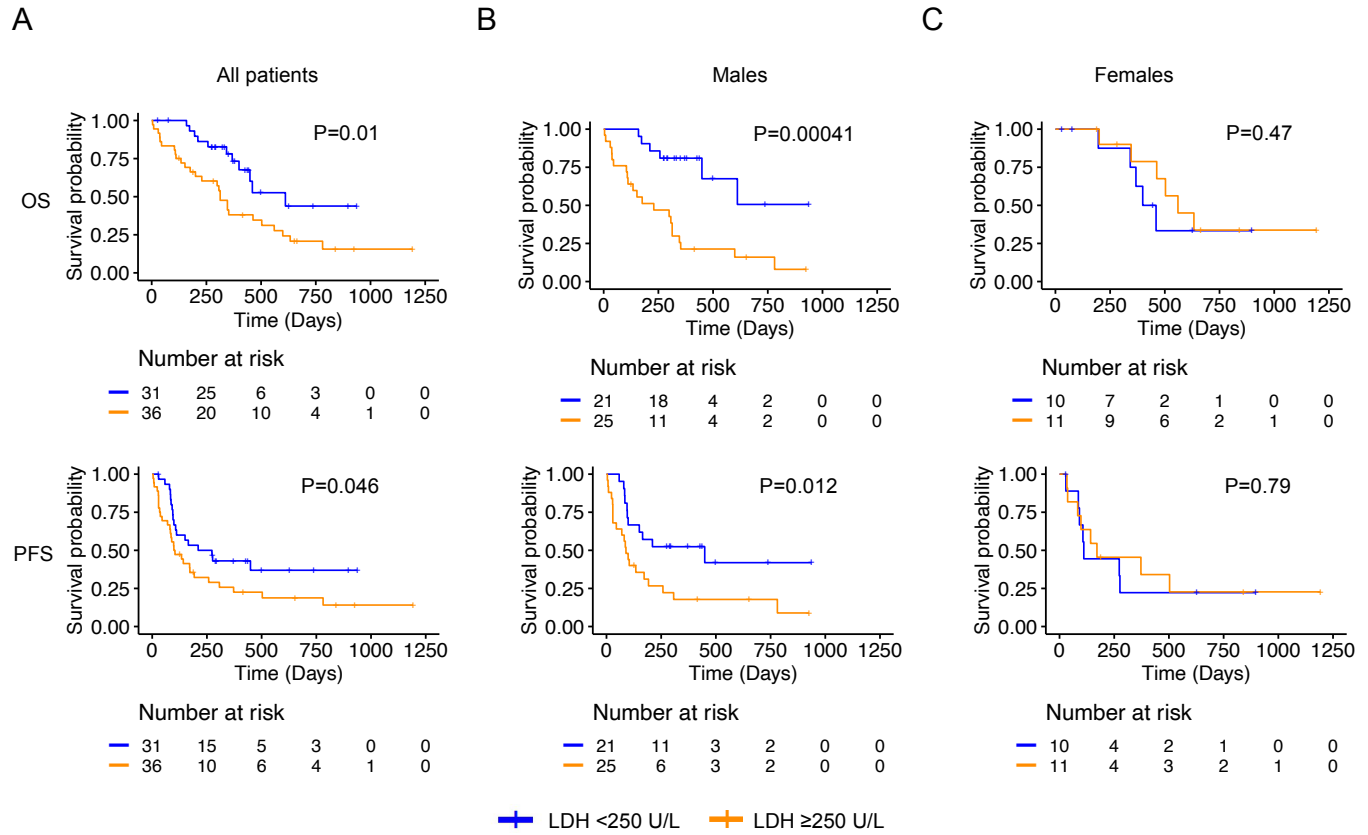 A
B
C
All patients
Males
Females
OS
Survival probability
1.00
0.75
0.50
0.25
0.00
P=0.01
0 250 500 750 1000 1250
Time (Days)
Number at risk
31 25 6 3 0 0
36 20 10 4 1 0
Survival probability
1.00
0.75
0.50
0.25
0.00
P=0.00041
0 250 500 750 1000 1250
Time (Days)
Number at risk
21 18 4 2 0 0
25 11 4 2 0 0
Survival probability
1.00
0.75
0.50
0.25
0.00
P=0.47
0 250 500 750 1000 1250
Time (Days)
Number at risk
10 7 2 1 0 0
11 9 6 2 1 0
PFS
Survival probability
1.00
0.75
0.50
0.25
0.00
P=0.046
0 250 500 750 1000 1250
Time (Days)
Number at risk
31 15 5 3 0 0
36 10 6 4 1 0
Survival probability
1.00
0.75
0.50
0.25
0.00
P=0.012
0 250 500 750 1000 1250
Time (Days)
Number at risk
21 11 3 2 0 0
25 6 3 2 0 0
Survival probability
1.00
0.75
0.50
0.25
0.00
P=0.79
0 250 500 750 1000 1250
Time (Days)
Number at risk
10 4 2 1 0 0
11 4 3 2 1 0
LDH <250 U/L LDH ≥250 U/L